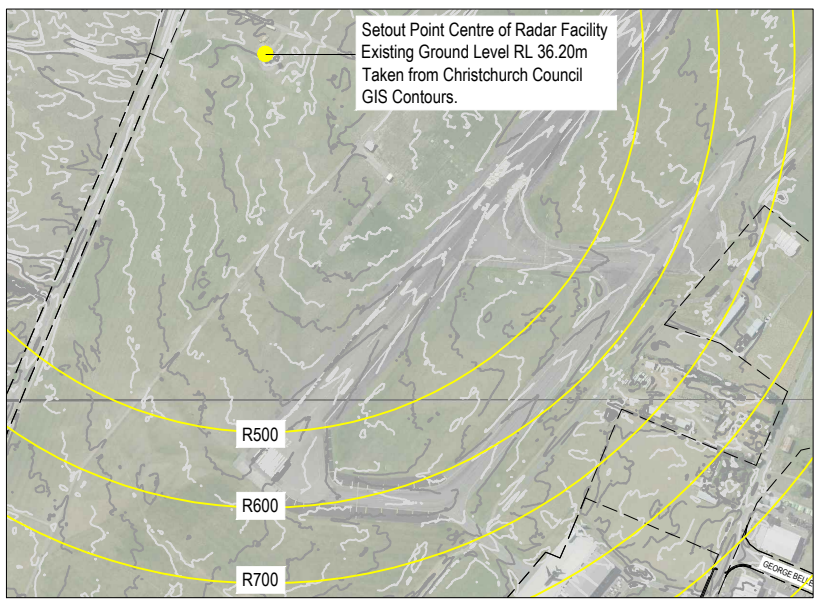 Setout Point Centre of Radar Facility
Existing Ground Level RL 36.20m
Taken from Christchurch Council
GIS Contours.
R500
R600
R700
GEORGE BELLE